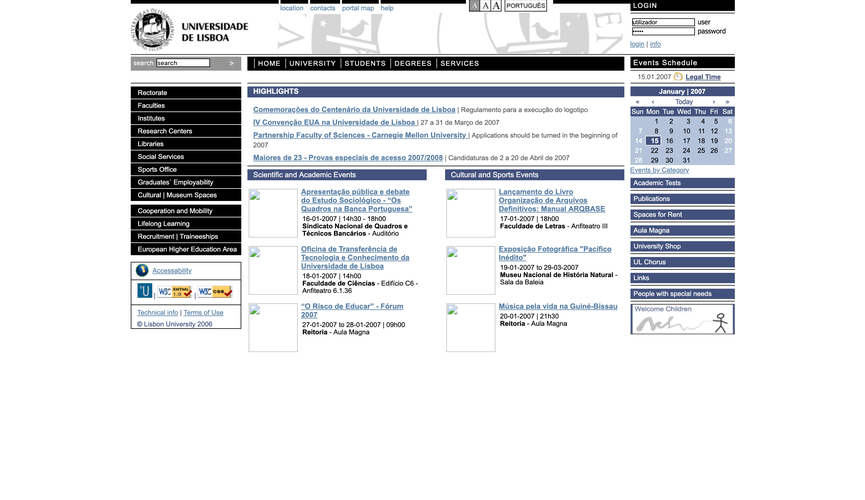 location contacts portal map help
A A A PORTUGUÊS
UNIVERSIDADE
DE LISBOA
LOGIN
utilizador user
••••• password
login | info
search search >
HOME UNIVERSITY STUDENTS DEGREES SERVICES
Events Schedule
15.01.2007 Legal Time
Rectorate
Faculties
Institutes
Research Centers
Libraries
Social Services
Sports Office
Graduates´ Employability
Cultural | Museum Spaces
Cooperation and Mobility
Lifelong Learning
Recruitment | Traineeships
European Higher Education Area
Accessability
W3C XHTML 1.0 | W3C CSS
Technical info | Terms of Use
© Lisbon University 2006
HIGHLIGHTS
Comemorações do Centenário da Universidade de Lisboa | Regulamento para a execução do logotipo
IV Convenção EUA na Universidade de Lisboa | 27 a 31 de Março de 2007
Partnership Faculty of Sciences - Carnegie Mellon University | Applications should be turned in the beginning of
2007
Maiores de 23 - Provas especiais de acesso 2007/2008 | Candidaturas de 2 a 20 de Abril de 2007
Scientific and Academic Events
Apresentação pública e debate
do Estudo Sociológico - "Os
Quadros na Banca Portuguesa"
16-01-2007 | 14h30 - 18h00
Sindicato Nacional de Quadros e
Técnicos Bancários - Auditório
Oficina de Transferência de
Tecnologia e Conhecimento da
Universidade de Lisboa
18-01-2007 | 14h00
Faculdade de Ciências - Edifício C6 -
Anfiteatro 6.1.36
"O Risco de Educar" - Fórum
2007
27-01-2007 to 28-01-2007 | 09h00
Reitoria - Aula Magna
Cultural and Sports Events
Lançamento do Livro
Organização de Arquivos
Definitivos: Manual ARQBASE
17-01-2007 | 18h00
Faculdade de Letras - Anfiteatro III
Exposição Fotográfica "Pacífico
Inédito"
19-01-2007 to 29-03-2007
Museu Nacional de História Natural -
Sala da Baleia
Música pela vida na Guiné-Bissau
20-01-2007 | 21h30
Reitoria - Aula Magna
January | 2007
« ‹ Today › »
Sun Mon Tue Wed Thu Fri Sat
1 2 3 4 5 6
7 8 9 10 11 12 13
14 15 16 17 18 19 20
21 22 23 24 25 26 27
28 29 30 31
Events by Category
Academic Tests
Publications
Spaces for Rent
Aula Magna
University Shop
UL Chorus
Links
People with special needs
Welcome Children